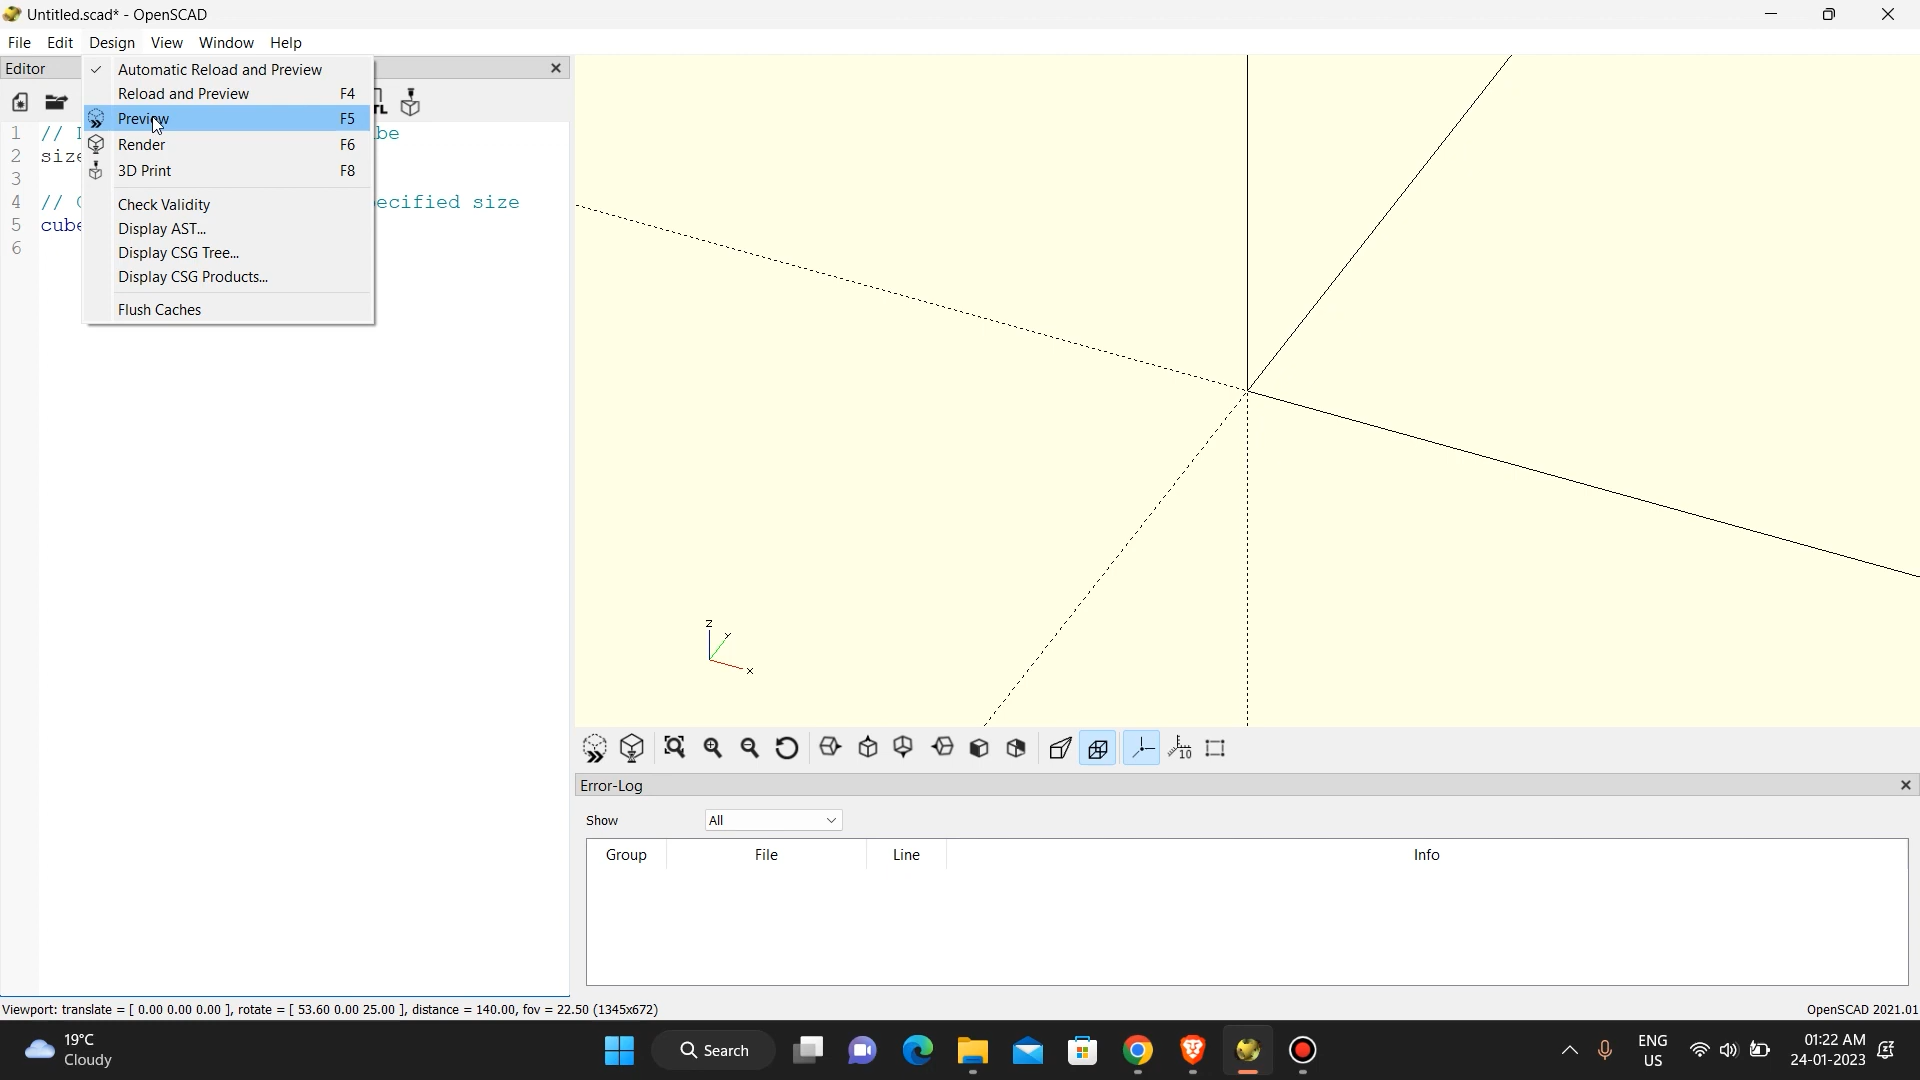 Untitled.scad* - OpenSCAD
File Edit Design View Window Help
Editor
Automatic Reload and Preview
Reload and Preview F4
Preview F5
Render F6
3D Print F8
Check Validity
Display AST...
Display CSG Tree...
Display CSG Products...
Flush Caches
1 // be
2 size
3
4 // ecified size
5 cube
6
Z
Y
X
10
Error-Log
Show All
Group File Line Info
Viewport: translate = [ 0.00 0.00 0.00 ], rotate = [ 53.60 0.00 25.00 ], distance = 140.00, fov = 22.50 (1345x672)
OpenSCAD 2021.01
19°C
Cloudy
Search
ENG
US
01:22 AM
24-01-2023